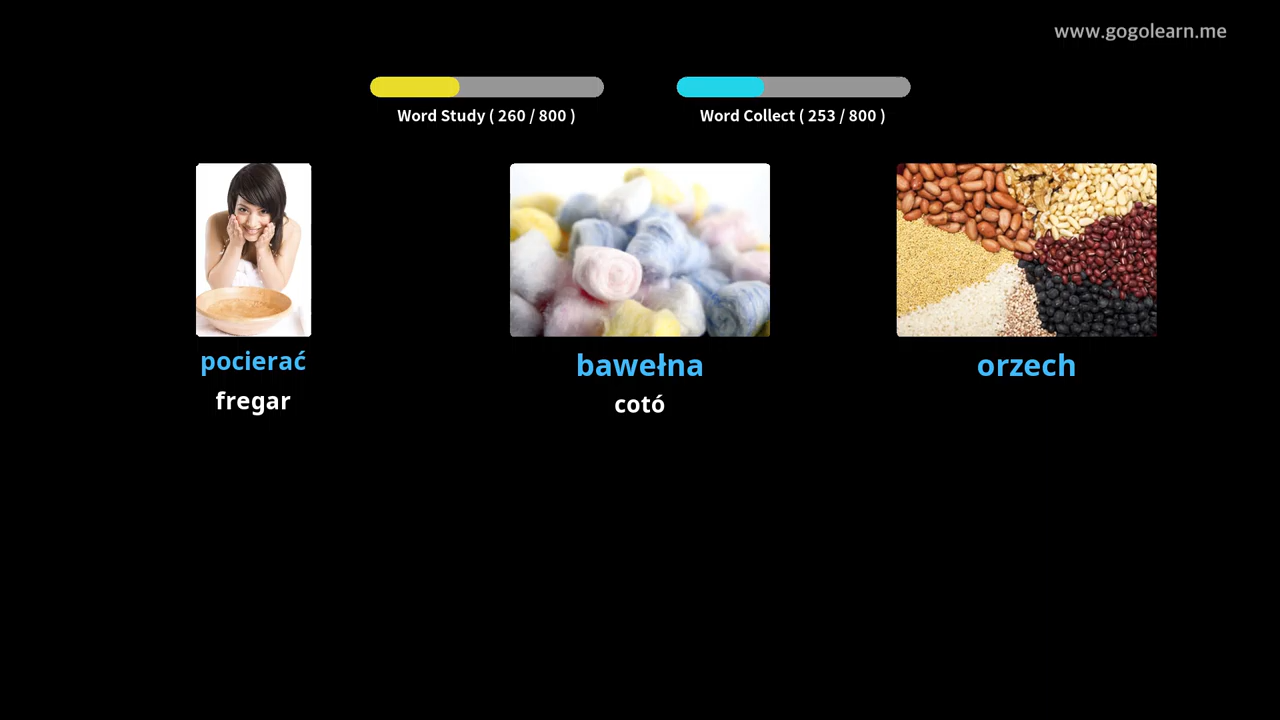 www.gogolearn.me
Word Study ( 260 / 800 )
Word Collect ( 253 / 800 )
pocierać
bawełna
orzech
fregar
cotó